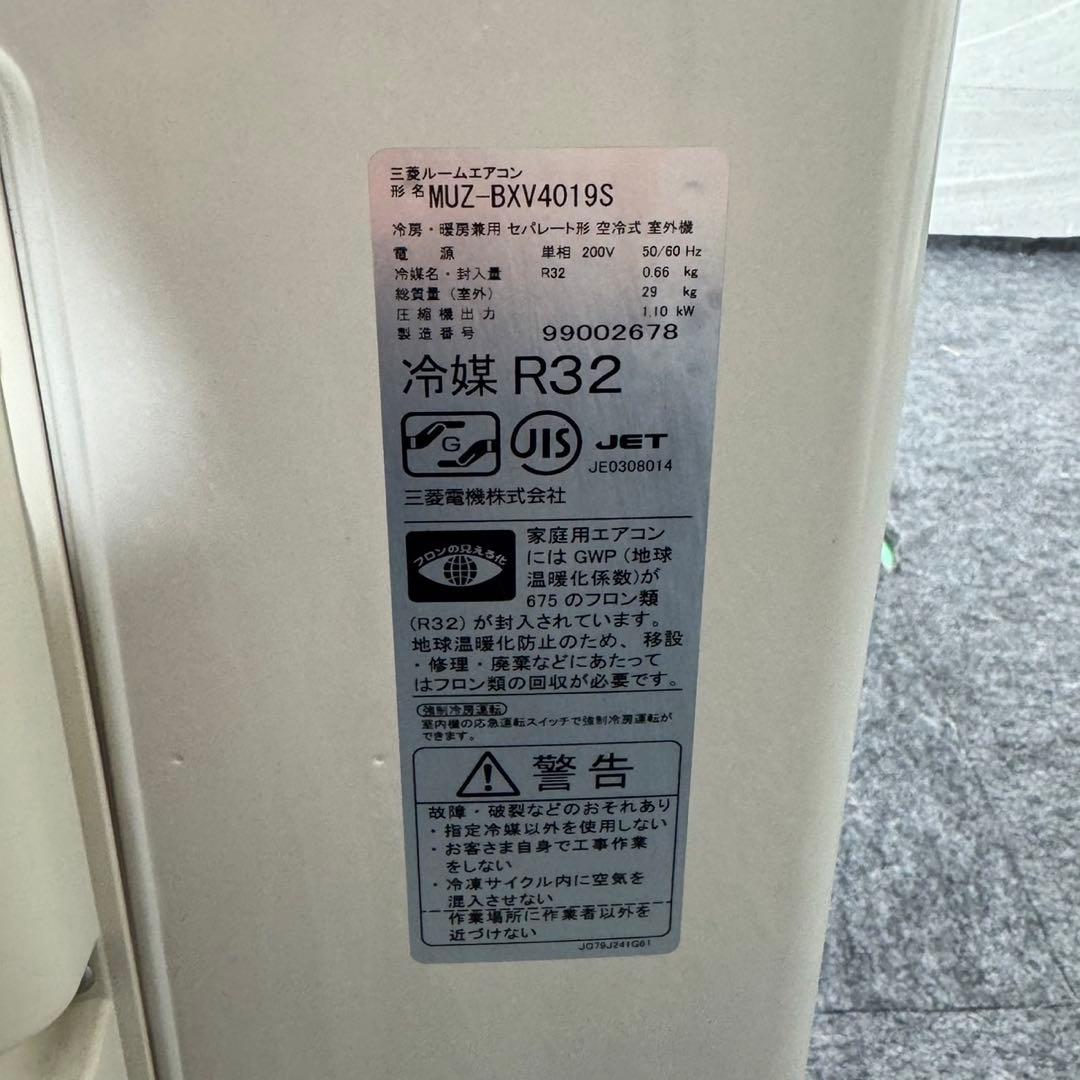 三菱ルームエアコン
形名 MUZ-BXV4019S
冷房・暖房兼用 セパレート形 空冷式 室外機
電源 単相 200V 50/60 Hz
冷媒名・封入量 R32 0.66 kg
総質量（室外） 29 kg
圧縮機出力 1.10 kW
製造番号 99002678
冷媒 R32
G JIS JET
JE0308014
三菱電機株式会社
フロンの見える化
家庭用エアコン
にはGWP（地球
温暖化係数）が
675のフロン類
(R32) が封入されています。
地球温暖化防止のため、移設
・修理・廃棄などにあたって
はフロン類の回収が必要です。
強制冷房運転
室内機の応急運転スイッチで強制冷房運転が
できます。
警告
故障・破裂などのおそれあり
・指定冷媒以外を使用しない
・お客さま自身で工事作業
をしない
・冷凍サイクル内に空気を
混入させない
作業場所に作業者以外を
近づけない
JG79J241G61